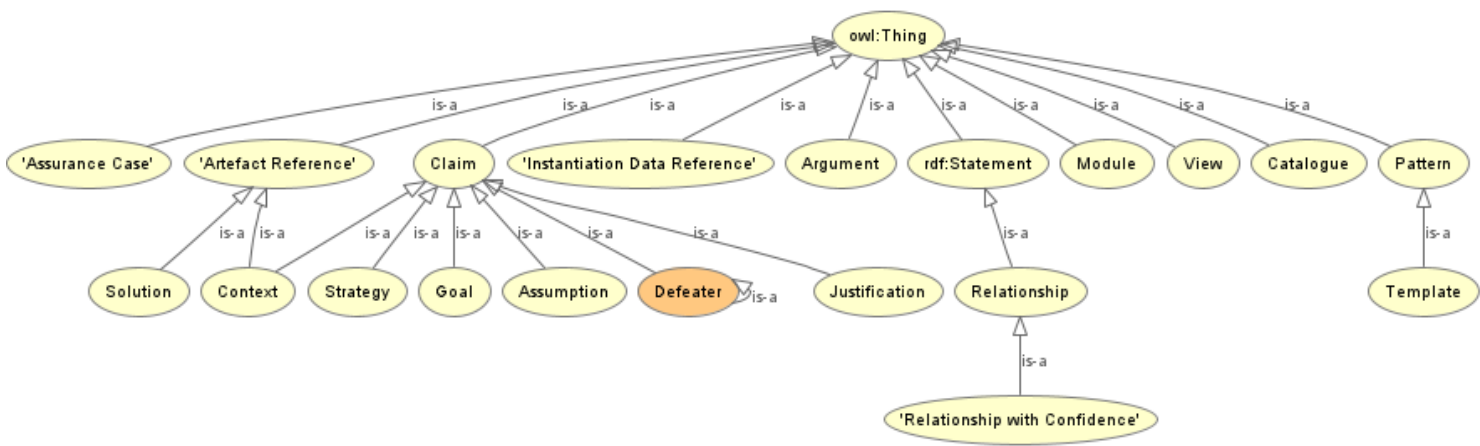 owl:Thing
is-a is-a is-a is-a is-a is-a is-a is-a is-a is-a
'Assurance Case' 'Artefact Reference' Claim 'Instantiation Data Reference' Argument rdf:Statement Module View Catalogue Pattern
is-a is-a is-a is-a is-a is-a is-a is-a is-a is-a
Solution Context Strategy Goal Assumption Defeater is-a Justification Relationship Template
is-a
'Relationship with Confidence'